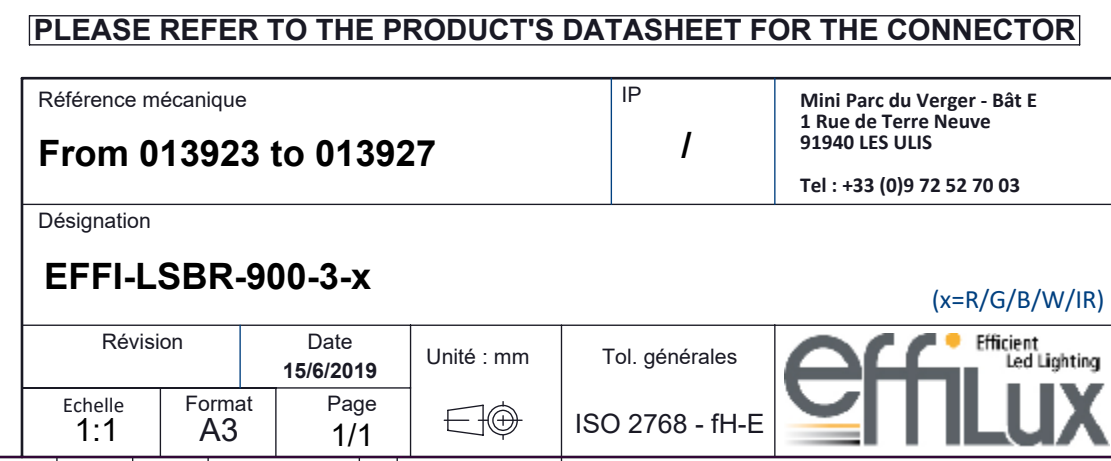 PLEASE REFER TO THE PRODUCT'S DATASHEET FOR THE CONNECTOR
Référence mécanique
From 013923 to 013927
IP
/
Mini Parc du Verger - Bât E
1 Rue de Terre Neuve
91940 LES ULIS
Tel : +33 (0)9 72 52 70 03
Désignation
EFFI-LSBR-900-3-x
(x=R/G/B/W/IR)
Révision
Date
15/6/2019
Unité : mm
Tol. générales
Echelle
1:1
Format
A3
Page
1/1
ISO 2768 - fH-E
effiLUX
Efficient
Led Lighting